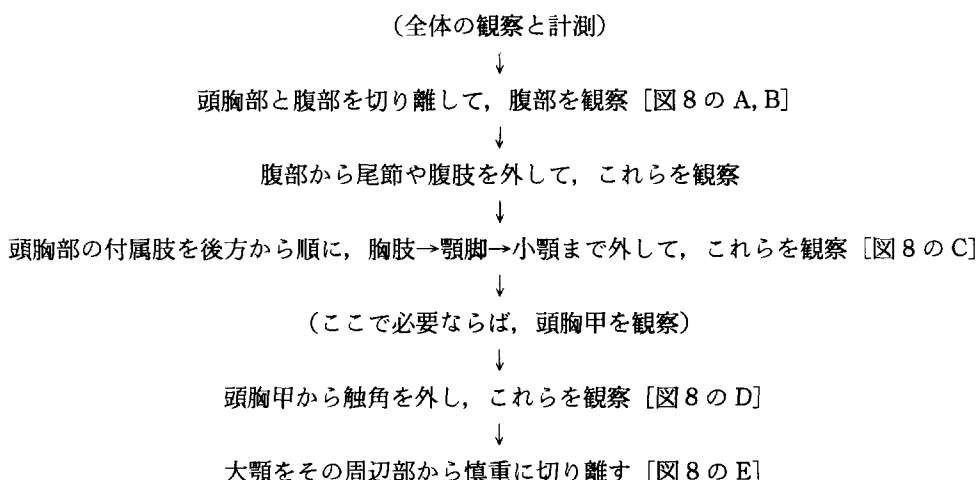 （全体の観察と計測）
↓
頭胸部と腹部を切り離して，腹部を観察［図8のA, B］
↓
腹部から尾節や腹肢を外して，これらを観察
↓
頭胸部の付属肢を後方から順に，胸肢→顎脚→小顎まで外して，これらを観察［図8のC］
↓
（ここで必要ならば，頭胸甲を観察）
↓
頭胸甲から触角を外し，これらを観察［図8のD］
↓
大顎をその周辺部から慎重に切り離す［図8のE］